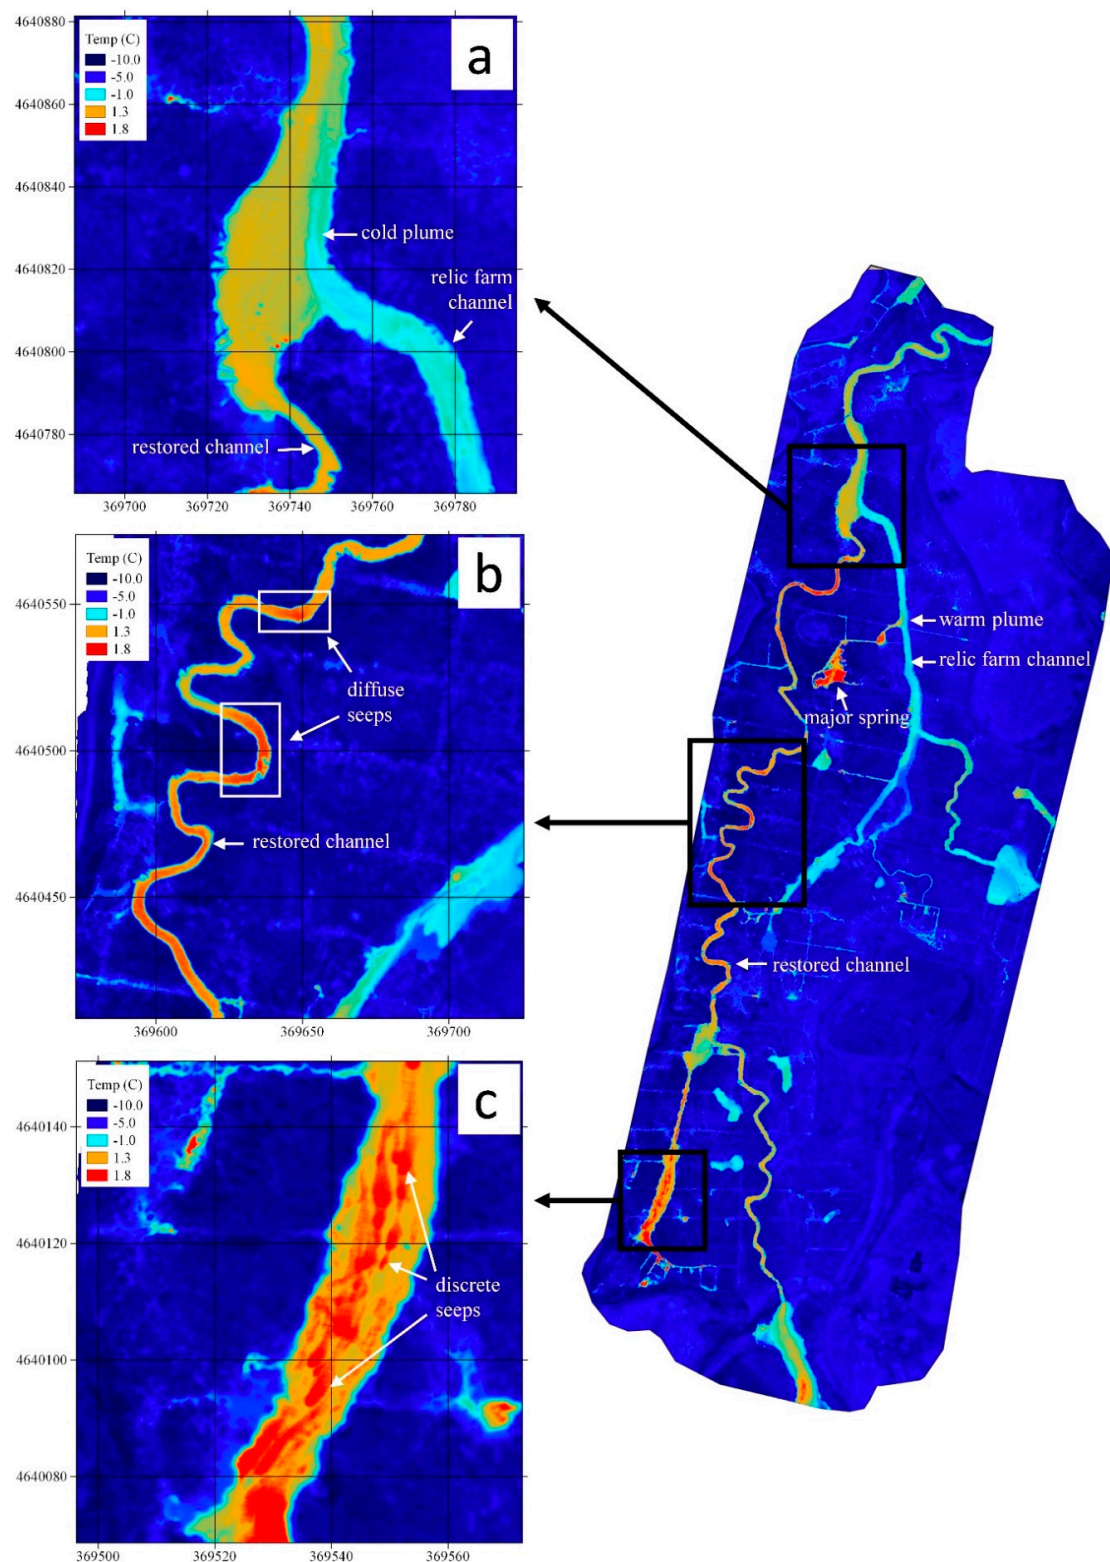 4640880
Temp (C)
-10.0
-5.0
-1.0
1.3
1.8
a
4640860
4640840
cold plume
4640820
relic farm
channel
4640800
4640780
restored channel
369700
369720
369740
369760
369780
Temp (C)
-10.0
-5.0
-1.0
1.3
1.8
b
4640550
diffuse
seeps
4640500
restored channel
4640450
369600
369650
369700
Temp (C)
-10.0
-5.0
-1.0
1.3
1.8
c
4640140
4640120
discrete
seeps
4640100
4640080
369500
369520
369540
369560
warm plume
relic farm channel
major spring
restored channel